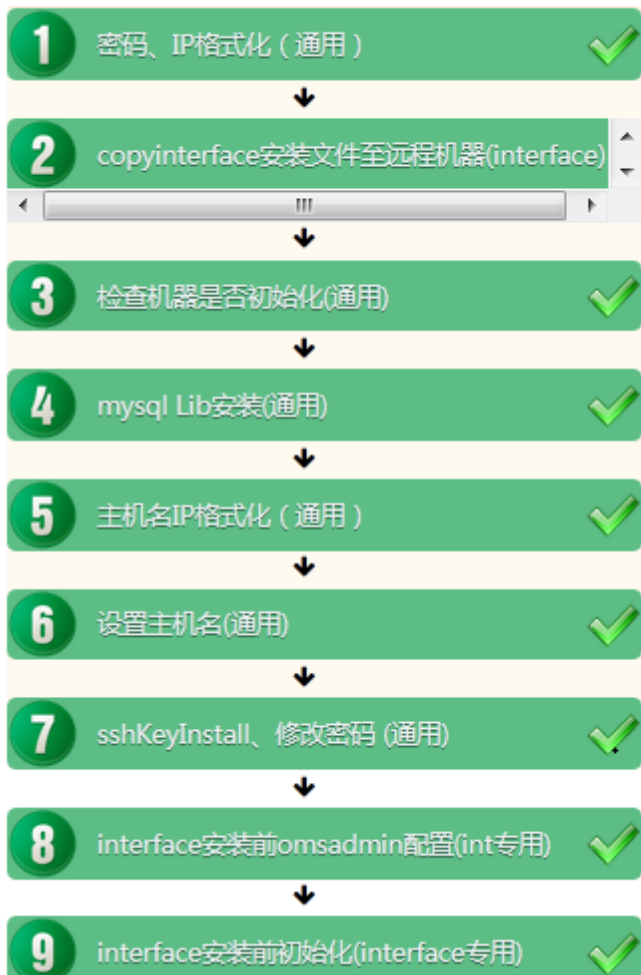 1 密码、IP格式化（通用）
2 copyinterface安装文件至远程机器(interface)
3 检查机器是否初始化(通用)
4 mysql Lib安装(通用)
5 主机名IP格式化（通用）
6 设置主机名(通用)
7 sshKeyInstall、修改密码 (通用)
8 interface安装前omsadmin配置(int专用)
9 interface安装前初始化(interface专用)